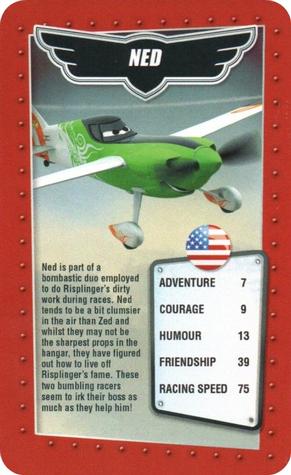 NED
Ned is part of a
bombastic duo employed
to do Risplinger's dirty
work during races. Ned
tends to be a bit clumsier
in the air than Zed and
whilst they may not be
the sharpest props in the
hangar, they have figured
out how to live off
Risplinger's fame. These
two bumbling racers
seem to irk their boss as
much as they help him!
ADVENTURE 7
COURAGE 9
HUMOUR 13
FRIENDSHIP 39
RACING SPEED 75